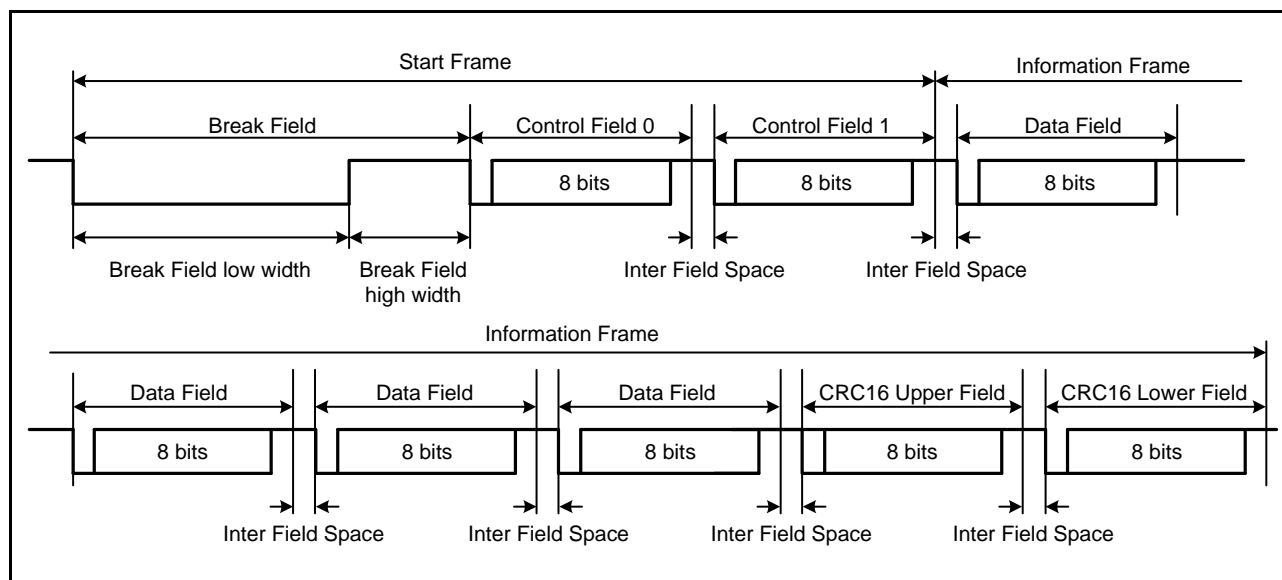 Start Frame
Information Frame
Break Field
Control Field 0
Control Field 1
Data Field
8 bits
8 bits
8 bits
Break Field low width
Break Field
high width
Inter Field Space
Inter Field Space
Information Frame
Data Field
Data Field
Data Field
CRC16 Upper Field
CRC16 Lower Field
8 bits
8 bits
8 bits
8 bits
8 bits
Inter Field Space
Inter Field Space
Inter Field Space
Inter Field Space